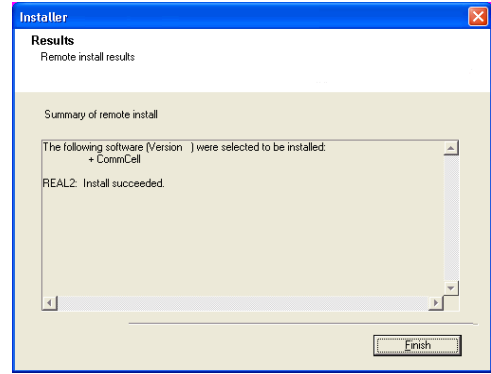 Installer
Results
Remote install results
Summary of remote install
The following software (Version   ) were selected to be installed:
+ CommCell
REAL2:  Install succeeded.
Finish